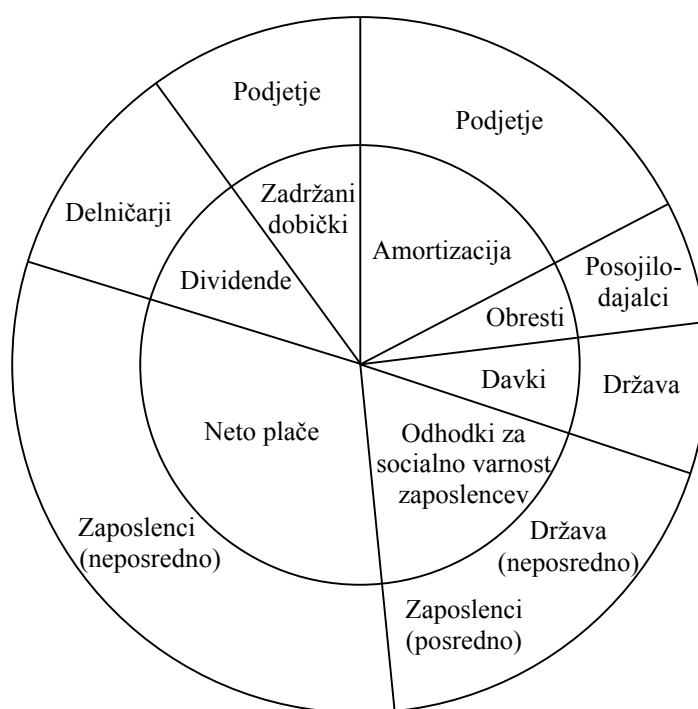 Podjetje
Podjetje
Delničarji
Zadržani
dobički
Amortizacija
Posojilo-
dajalci
Dividende
Obresti
Davki
Država
Neto plače
Odhodki za
socialno varnost
zaposlencev
Zaposlenci
(neposredno)
Država
(neposredno)
Zaposlenci
(posredno)